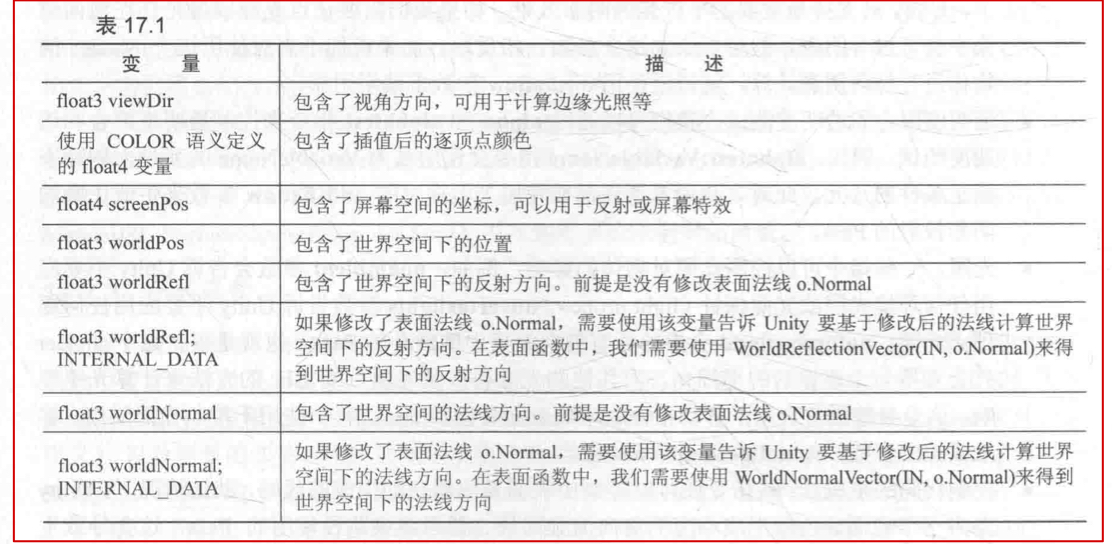 表 17.1
变 量 描 述
float3 viewDir 包含了视角方向，可用于计算边缘光照等
使用 COLOR 语义定义 包含了插值后的逐顶点颜色
的 float4 变量
float4 screenPos 包含了屏幕空间的坐标，可以用于反射或屏幕特效
float3 worldPos 包含了世界空间下的位置
float3 worldRefl 包含了世界空间下的反射方向。前提是没有修改表面法线 o.Normal
float3 worldRefl;
INTERNAL_DATA
如果修改了表面法线 o.Normal，需要使用该变量告诉 Unity 要基于修改后的法线计算世界
空间下的反射方向。在表面函数中，我们需要使用 WorldReflectionVector(IN, o.Normal)来得
到世界空间下的反射方向
float3 worldNormal 包含了世界空间的法线方向。前提是没有修改表面法线 o.Normal
float3 worldNormal;
INTERNAL_DATA
如果修改了表面法线 o.Normal，需要使用该变量告诉 Unity 要基于修改后的法线计算世界
空间下的法线方向。在表面函数中，我们需要使用 WorldNormalVector(IN, o.Normal)来得到
世界空间下的法线方向